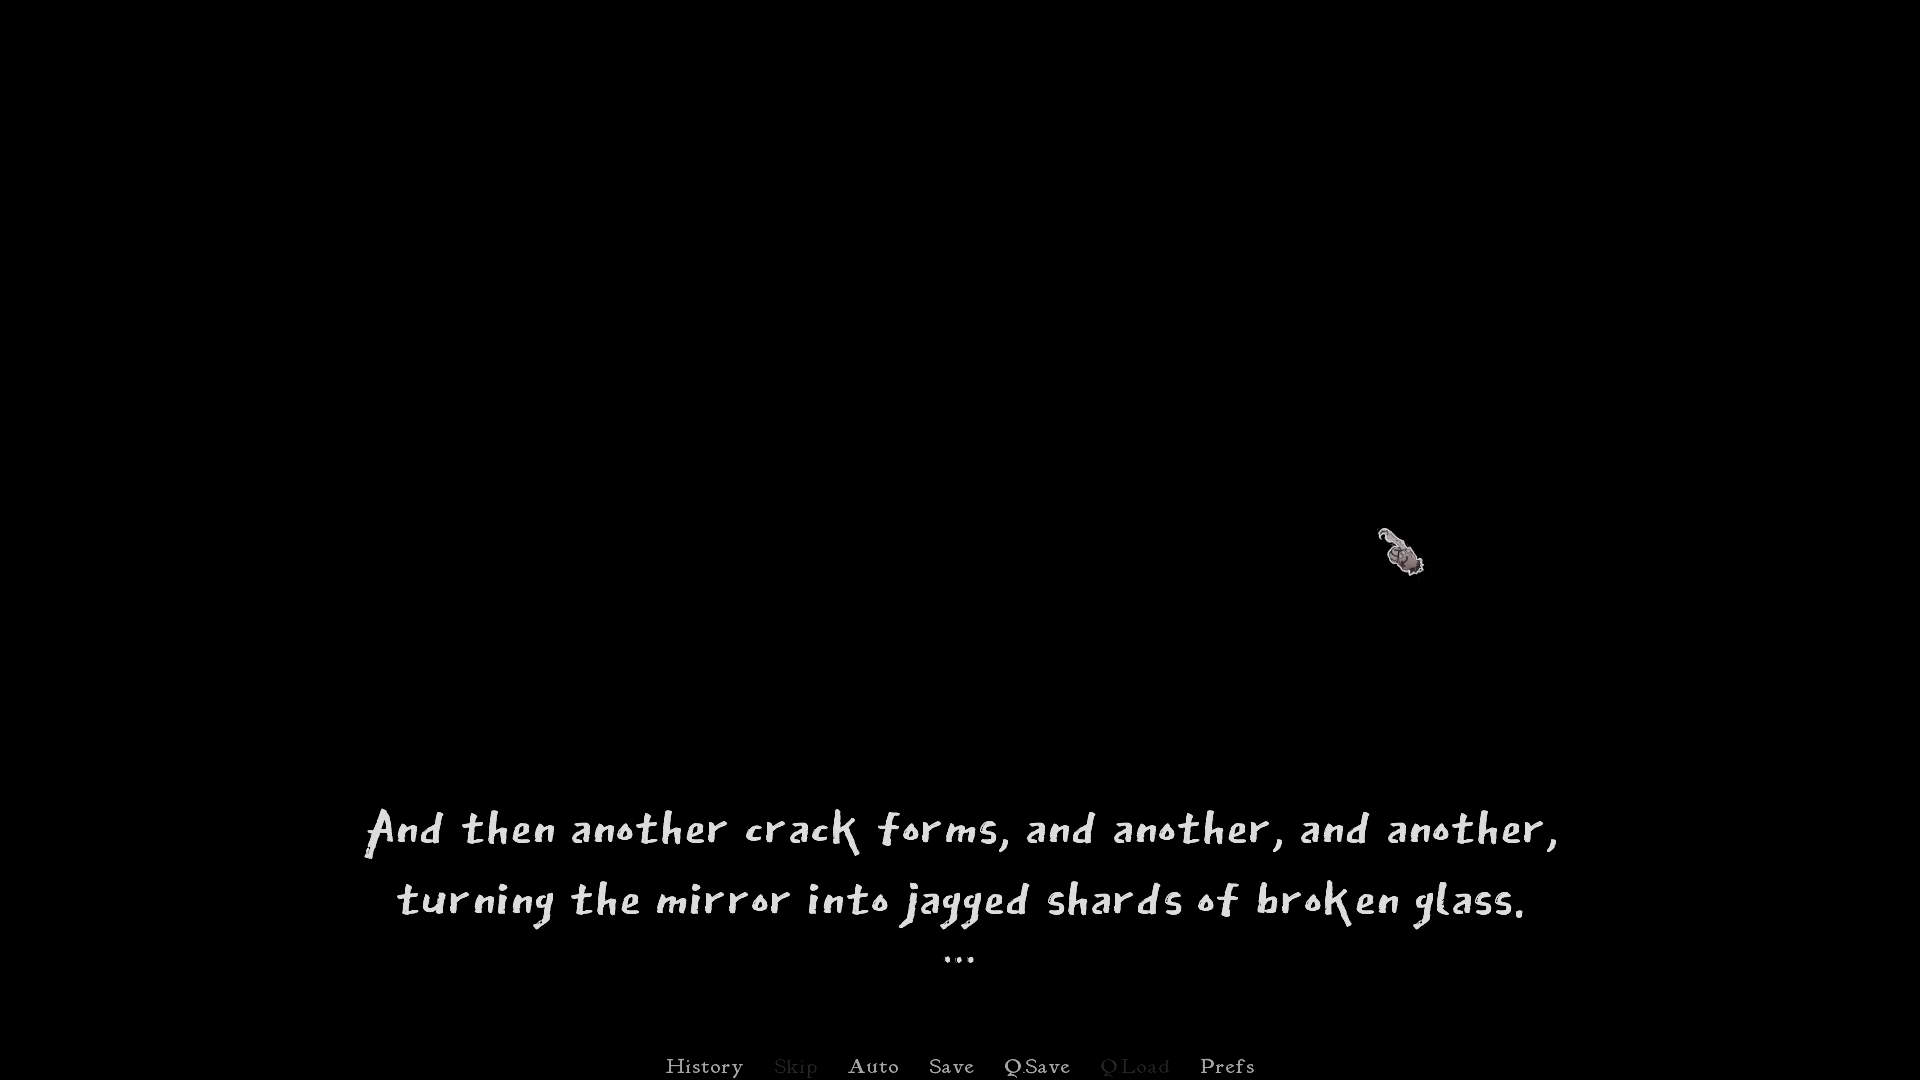 And then another crack forms, and another, and another,
turning the mirror into jagged shards of broken glass.
...
History Skip Auto Save Q.Save Q.Load Prefs